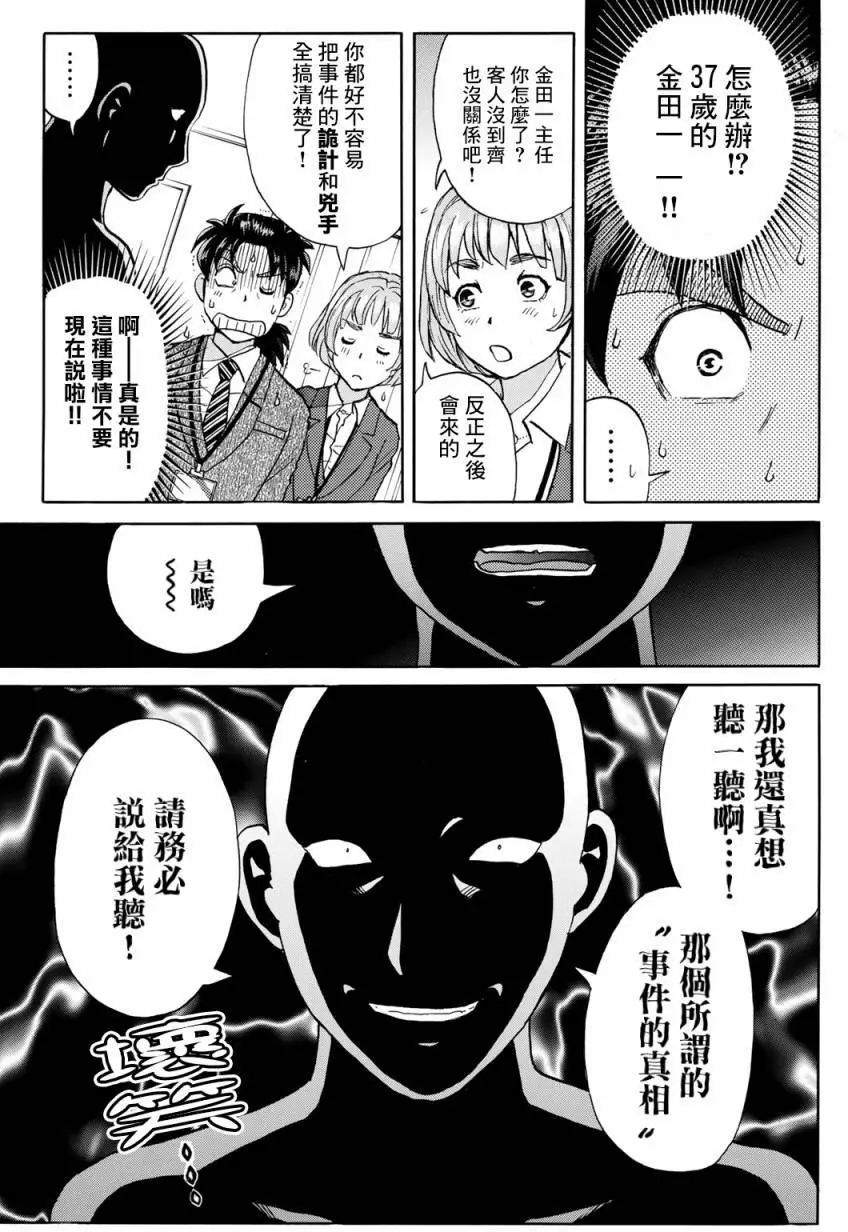 怎麼辦!?
37歲的
金田一 一!!
……
金田一主任
你怎麼了?
客人沒到齊
也沒關係吧!
反正之後
會來的
你都好不容易
把事件的詭計和兇手
全搞清楚了!
……
啊——真是的!
這種事情不要
現在說啦!!
是嗎
~~
那我還真想
聽一聽啊…!
那個所謂的
〝事件的真相〞
請務必
說給我聽!
壞笑…